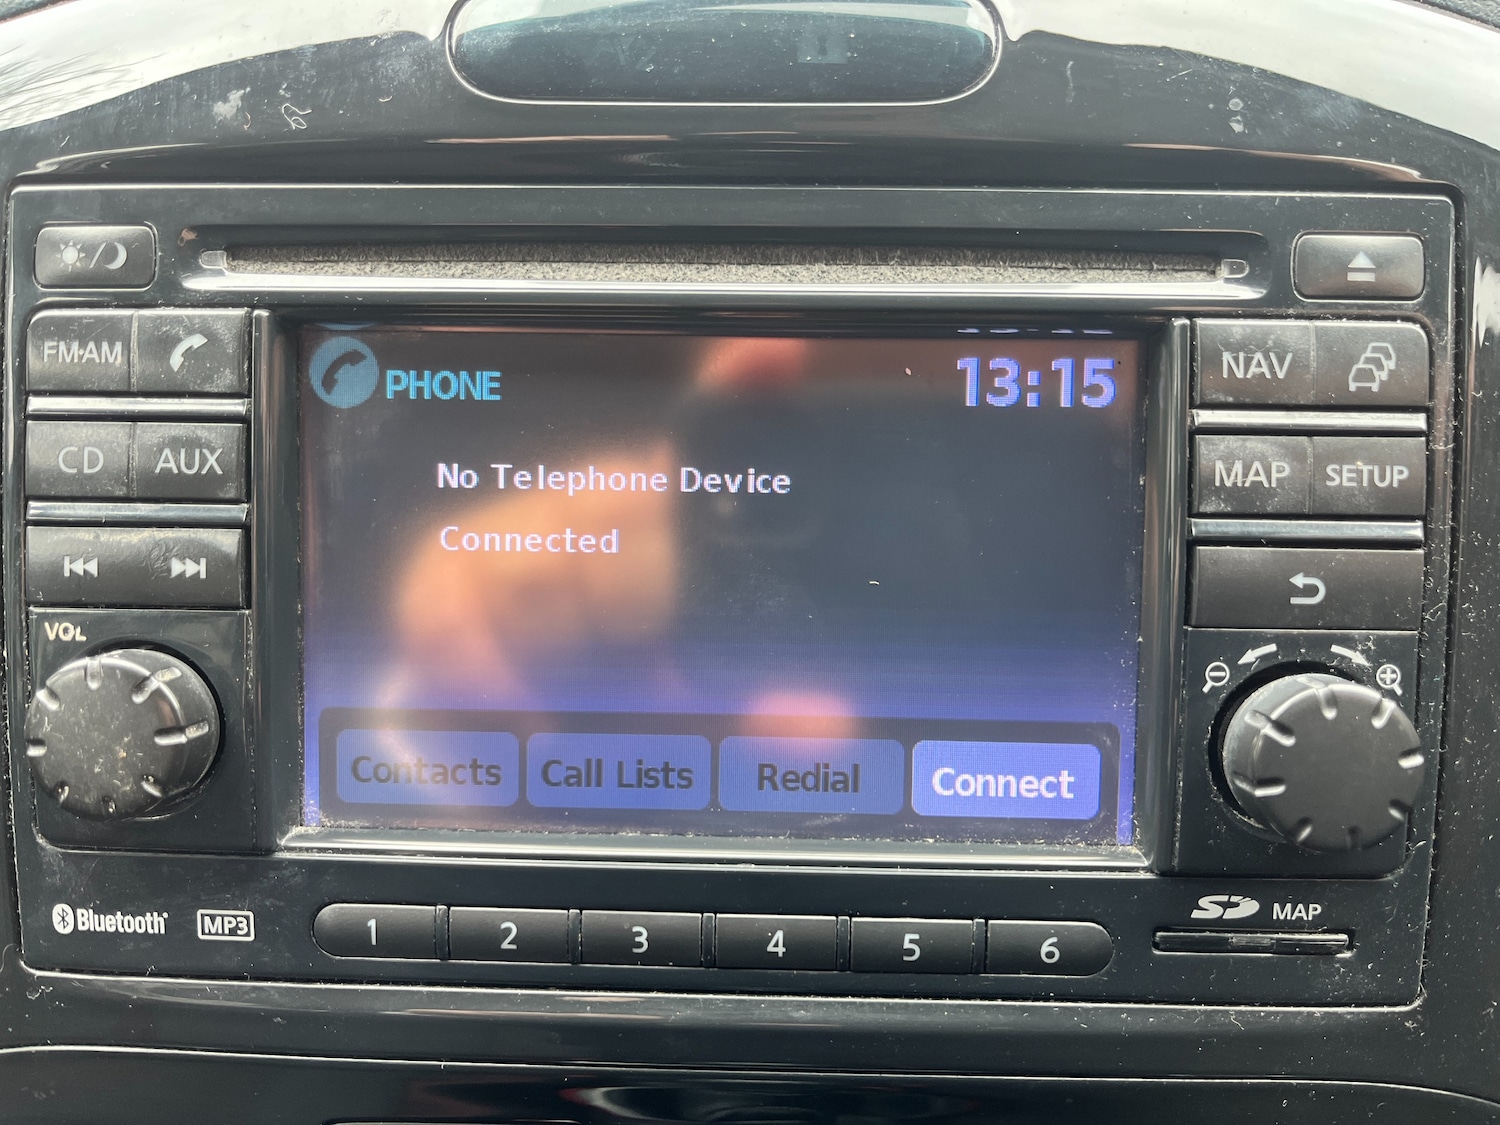 FM·AM
CD
AUX
VOL
PHONE
13:15
No Telephone Device
Connected
Contacts
Call Lists
Redial
Connect
NAV
MAP
SETUP
Bluetooth®
MP3
1
2
3
4
5
6
SD
MAP